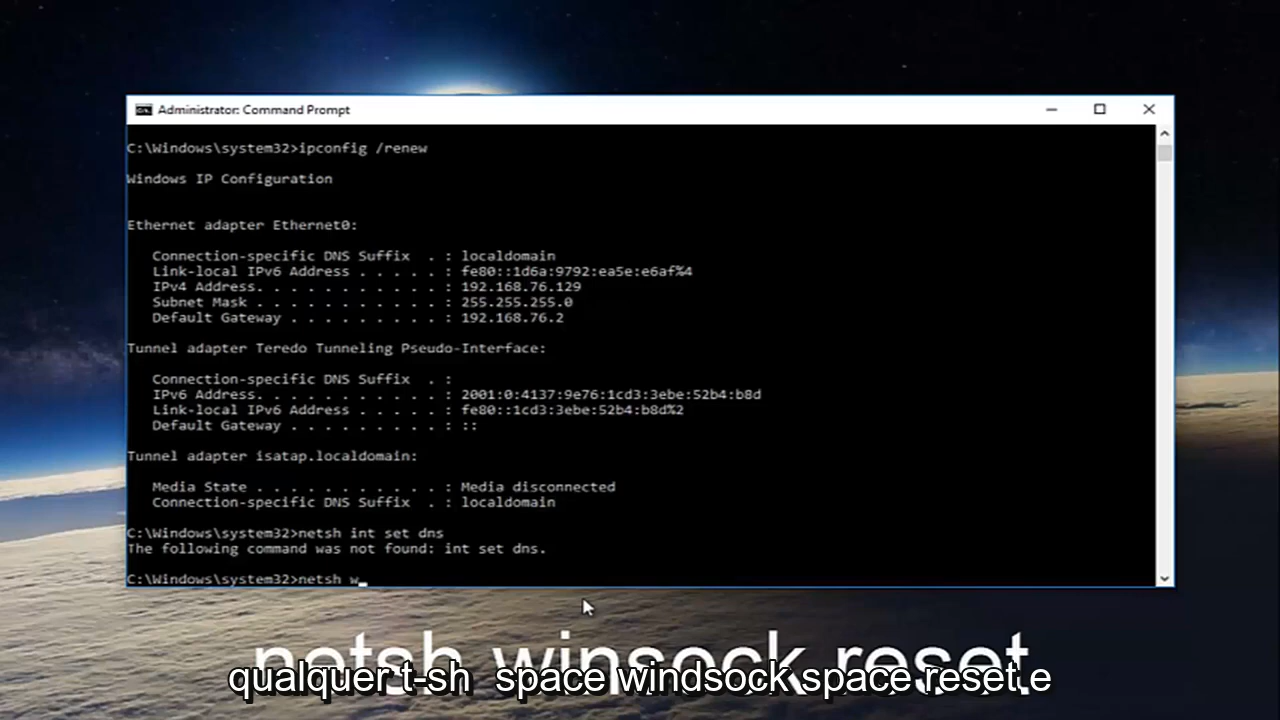 Administrator: Command Prompt
C:\Windows\system32>ipconfig /renew
Windows IP Configuration
Ethernet adapter Ethernet0:
Connection-specific DNS Suffix . : localdomain
Link-local IPv6 Address . . . . . : fe80::1d6a:9792:ea5e:e6af%4
IPv4 Address. . . . . . . . . . . : 192.168.76.129
Subnet Mask . . . . . . . . . . . : 255.255.255.0
Default Gateway . . . . . . . . . : 192.168.76.2
Tunnel adapter Teredo Tunneling Pseudo-Interface:
Connection-specific DNS Suffix . :
IPv6 Address. . . . . . . . . . . : 2001:0:4137:9e76:1cd3:3ebe:52b4:b8d
Link-local IPv6 Address . . . . . : fe80::1cd3:3ebe:52b4:b8d%2
Default Gateway . . . . . . . . . : ::
Tunnel adapter isatap.localdomain:
Media State . . . . . . . . . . . : Media disconnected
Connection-specific DNS Suffix . : localdomain
C:\Windows\system32>netsh int set dns
The following command was not found: int set dns.
C:\Windows\system32>netsh w_
netsh winsock reset
qualquer t-sh space windsock space reset e